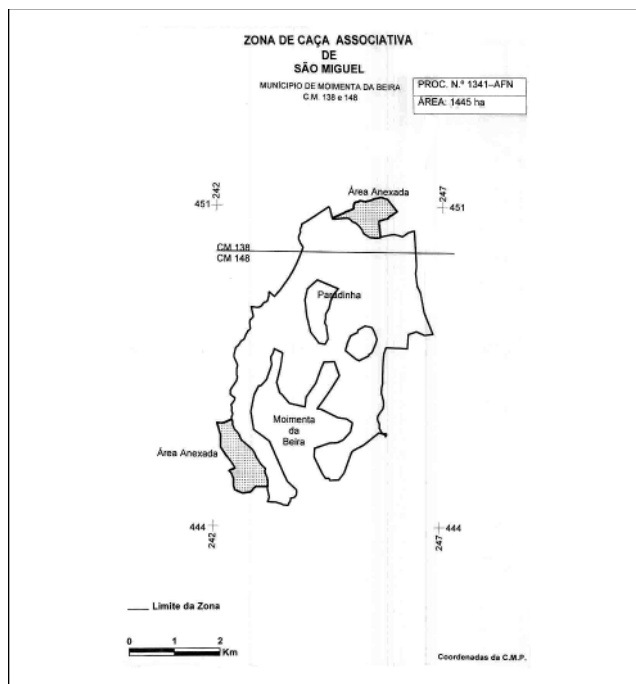 ZONA DE CAÇA ASSOCIATIVA
DE
SÃO MIGUEL
MUNÍCIPIO DE MOIMENTA DA BEIRA
C.M. 138 e 148
PROC. N.º 1341–AFN
ÁREA: 1445 ha
242
247
451
Área Anexada
451
CM 138
CM 148
Paradinha
Moimenta
da
Beira
Área Anexada
444
444
242
247
Limite da Zona
0 1 2
Km
Coordenadas da C.M.P.